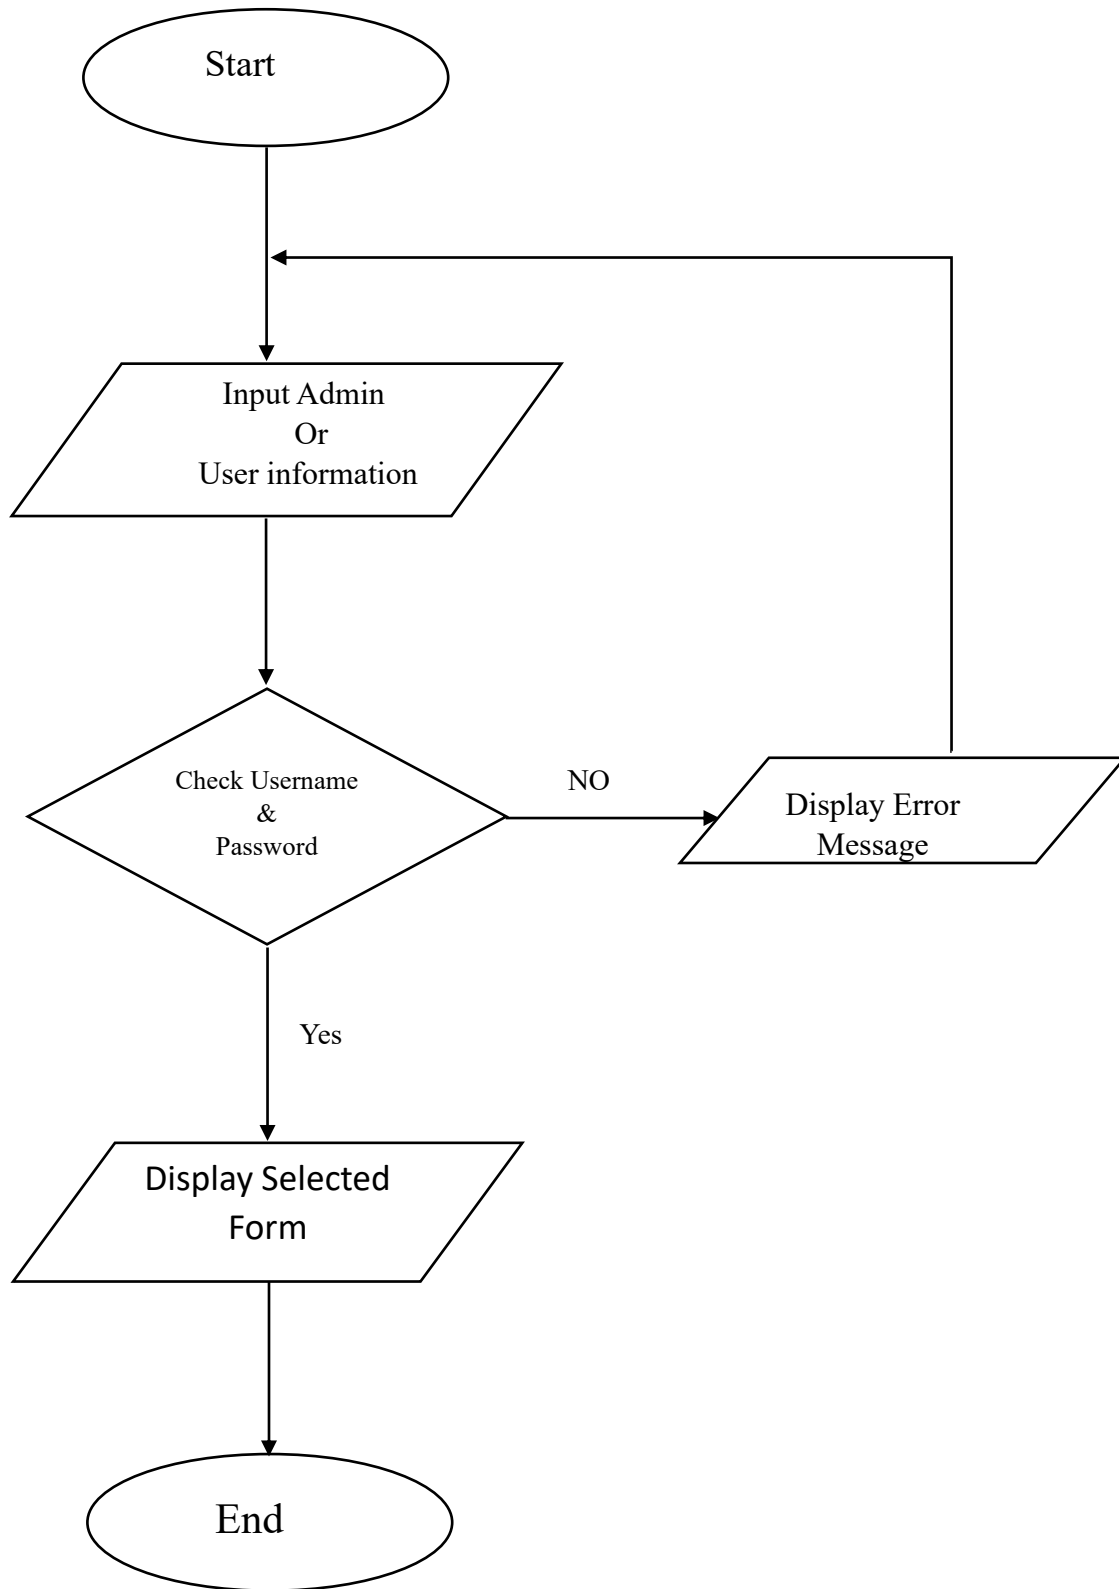 Start
Input Admin
Or
User information
Check Username
&
Password
NO
Display Error
Message
Yes
Display Selected
Form
End